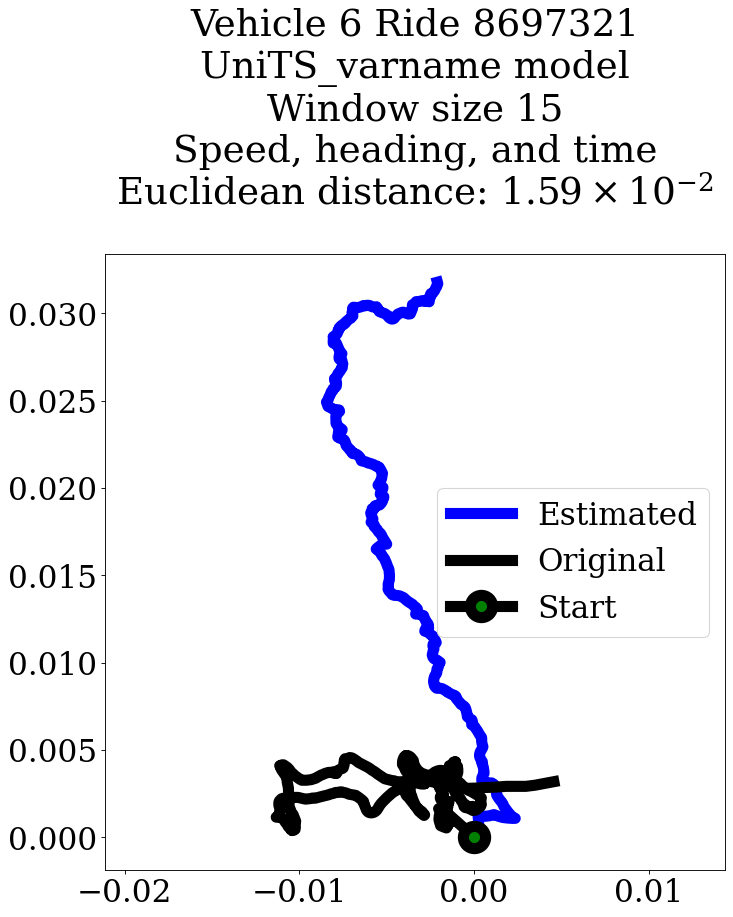 Vehicle 6 Ride 8697321
UniTS_varname model
Window size 15
Speed, heading, and time
Euclidean distance: 1.59 × 10⁻²
0.030
0.025
0.020
0.015
0.010
0.005
0.000
Estimated
Original
Start
−0.02 −0.01 0.00 0.01